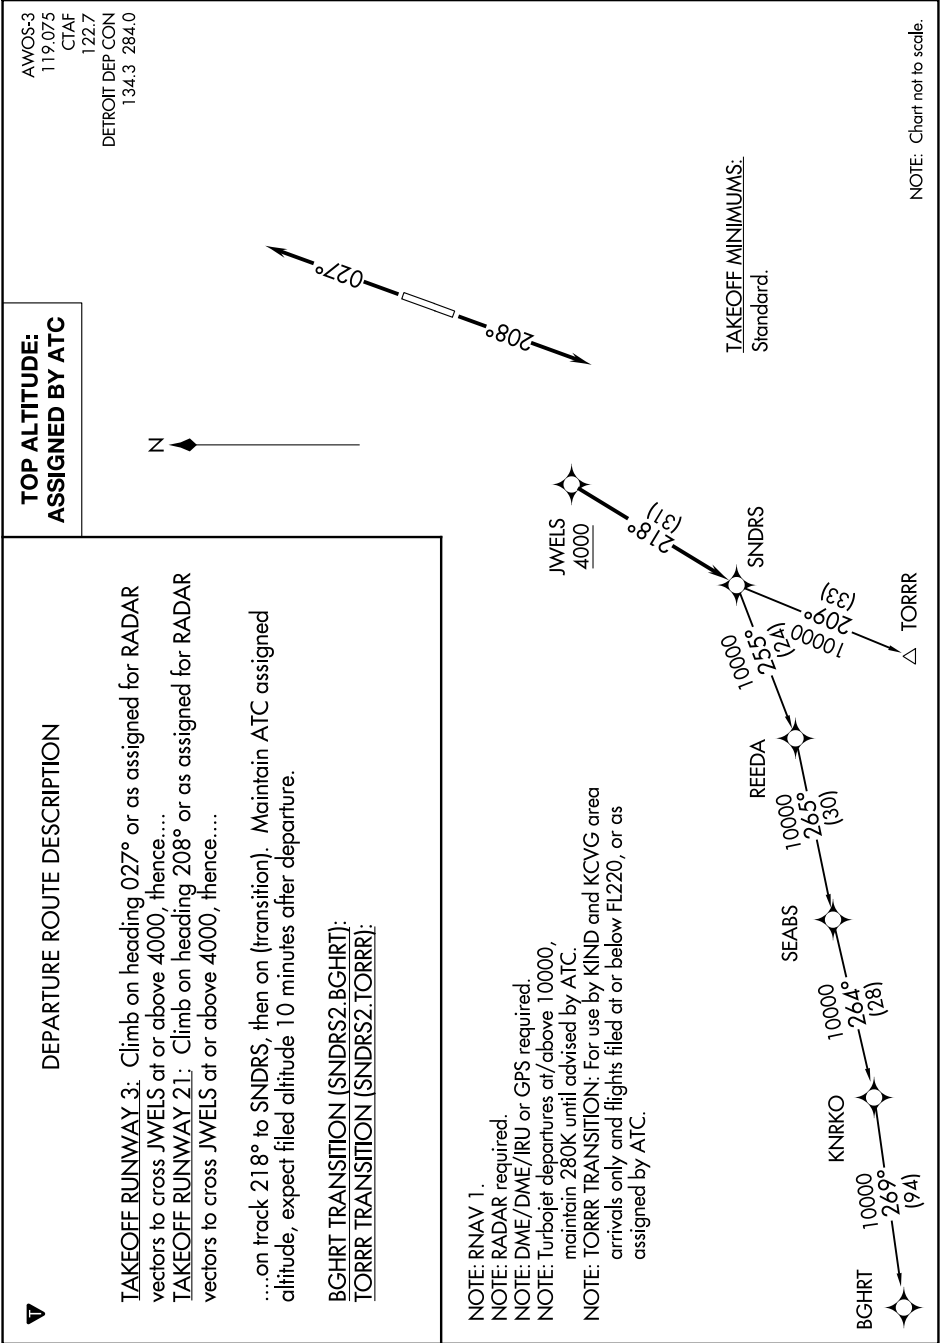 AWOS-3
119.075
CTAF
122.7
DETROIT DEP CON
134.3 284.0
TOP ALTITUDE:
ASSIGNED BY ATC
T
DEPARTURE ROUTE DESCRIPTION
TAKEOFF RUNWAY 3: Climb on heading 027° or as assigned for RADAR
vectors to cross JWELS at or above 4000, thence....
TAKEOFF RUNWAY 21: Climb on heading 208° or as assigned for RADAR
vectors to cross JWELS at or above 4000, thence....
....on track 218° to SNDRS, then on (transition). Maintain ATC assigned
altitude, expect filed altitude 10 minutes after departure.
BGHRT TRANSITION (SNDRS2.BGHRT):
TORRR TRANSITION (SNDRS2.TORRR):
N
027°
208°
JWELS
4000
218°
(31)
SNDRS
209°
(33)
10000
TORRR
10000
255°
(24)
REEDA
10000
265°
(30)
SEABS
10000
264°
(28)
KNRKO
10000
269°
(94)
BGHRT
NOTE: RNAV 1.
NOTE: RADAR required.
NOTE: DME/DME/IRU or GPS required.
NOTE: Turbojet departures at/above 10000,
maintain 280K until advised by ATC.
NOTE: TORRR TRANSITION: For use by KIND and KCVG area
arrivals only and flights filed at or below FL220, or as
assigned by ATC.
TAKEOFF MINIMUMS:
Standard.
NOTE: Chart not to scale.